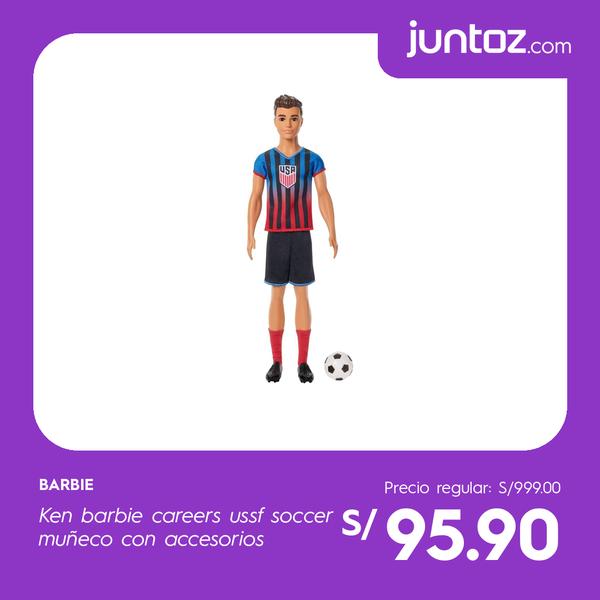 juntoz.com
USA
BARBIE
Ken barbie careers ussf soccer
muñeco con accesorios
Precio regular: S/999.00
S/95.90